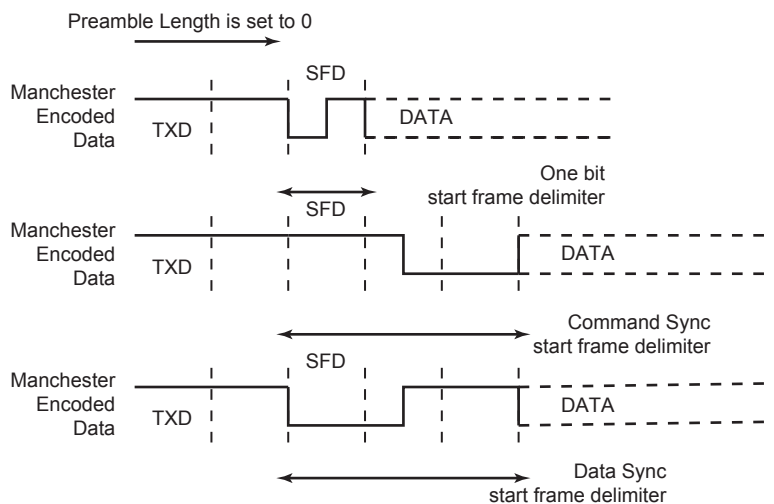 Preamble Length is set to 0
SFD
Manchester
Encoded
Data
TXD
DATA
One bit
start frame delimiter
SFD
Manchester
Encoded
Data
TXD
DATA
Command Sync
start frame delimiter
SFD
Manchester
Encoded
Data
TXD
DATA
Data Sync
start frame delimiter